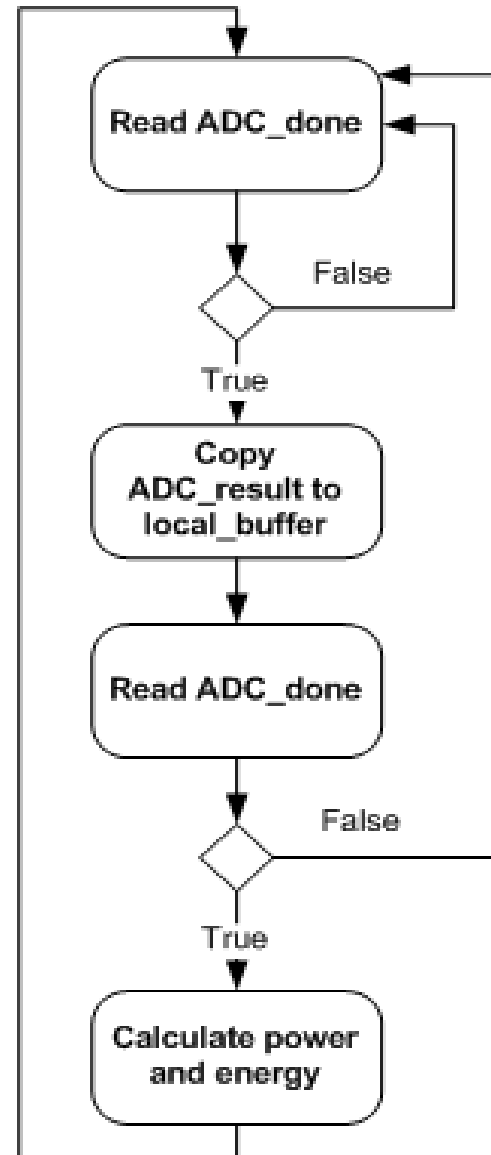 Read ADC_done
False
True
Copy
ADC_result to
local_buffer
Read ADC_done
False
True
Calculate power
and energy